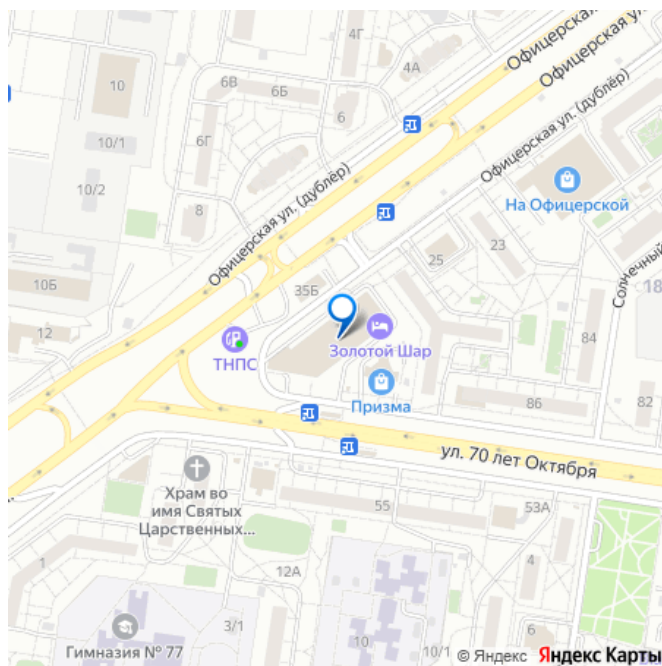 4Г
Офицерская ул.
4А
Офицерская ул.
10
6В
6Б
6
Офицерская ул. (дублёр)
10/1
6Г
10/2
8
Офицерская ул. (дублёр)
На Офицерской
23
25
Солнечный
18
10Б
35Б
12
ТНПС
Золотой Шар
84
Призма
86
82
ул. 70 лет Октября
Храм во
имя Святых
Царственных...
55
53А
1
12А
4
3/1
10
6
Гимназия № 77
10/1
© Яндекс
Яндекс Карты